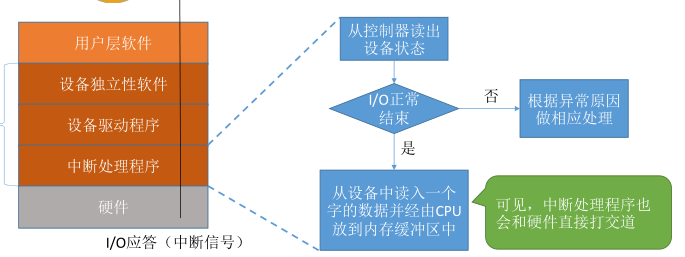 用户层软件
设备独立性软件
设备驱动程序
中断处理程序
硬件
I/O应答（中断信号）
从控制器读出
设备状态
I/O正常
结束
否
根据异常原因
做相应处理
是
从设备中读入一个
字的数据并经由CPU
放到内存缓冲区中
可见，中断处理程序也
会和硬件直接打交道